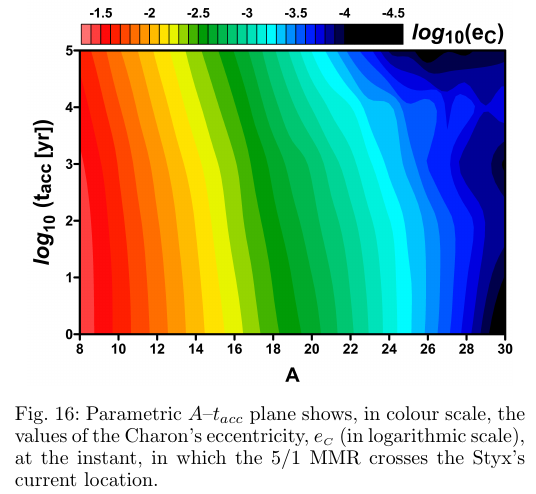 -1.5 -2 -2.5 -3 -3.5 -4 -4.5 log10(eC)
5
4
3
2
1
0
log10 (tacc [yr])
8 10 12 14 16 18 20 22 24 26 28 30
A
Fig. 16: Parametric A–tacc plane shows, in colour scale, the
values of the Charon's eccentricity, eC (in logarithmic scale),
at the instant, in which the 5/1 MMR crosses the Styx's
current location.